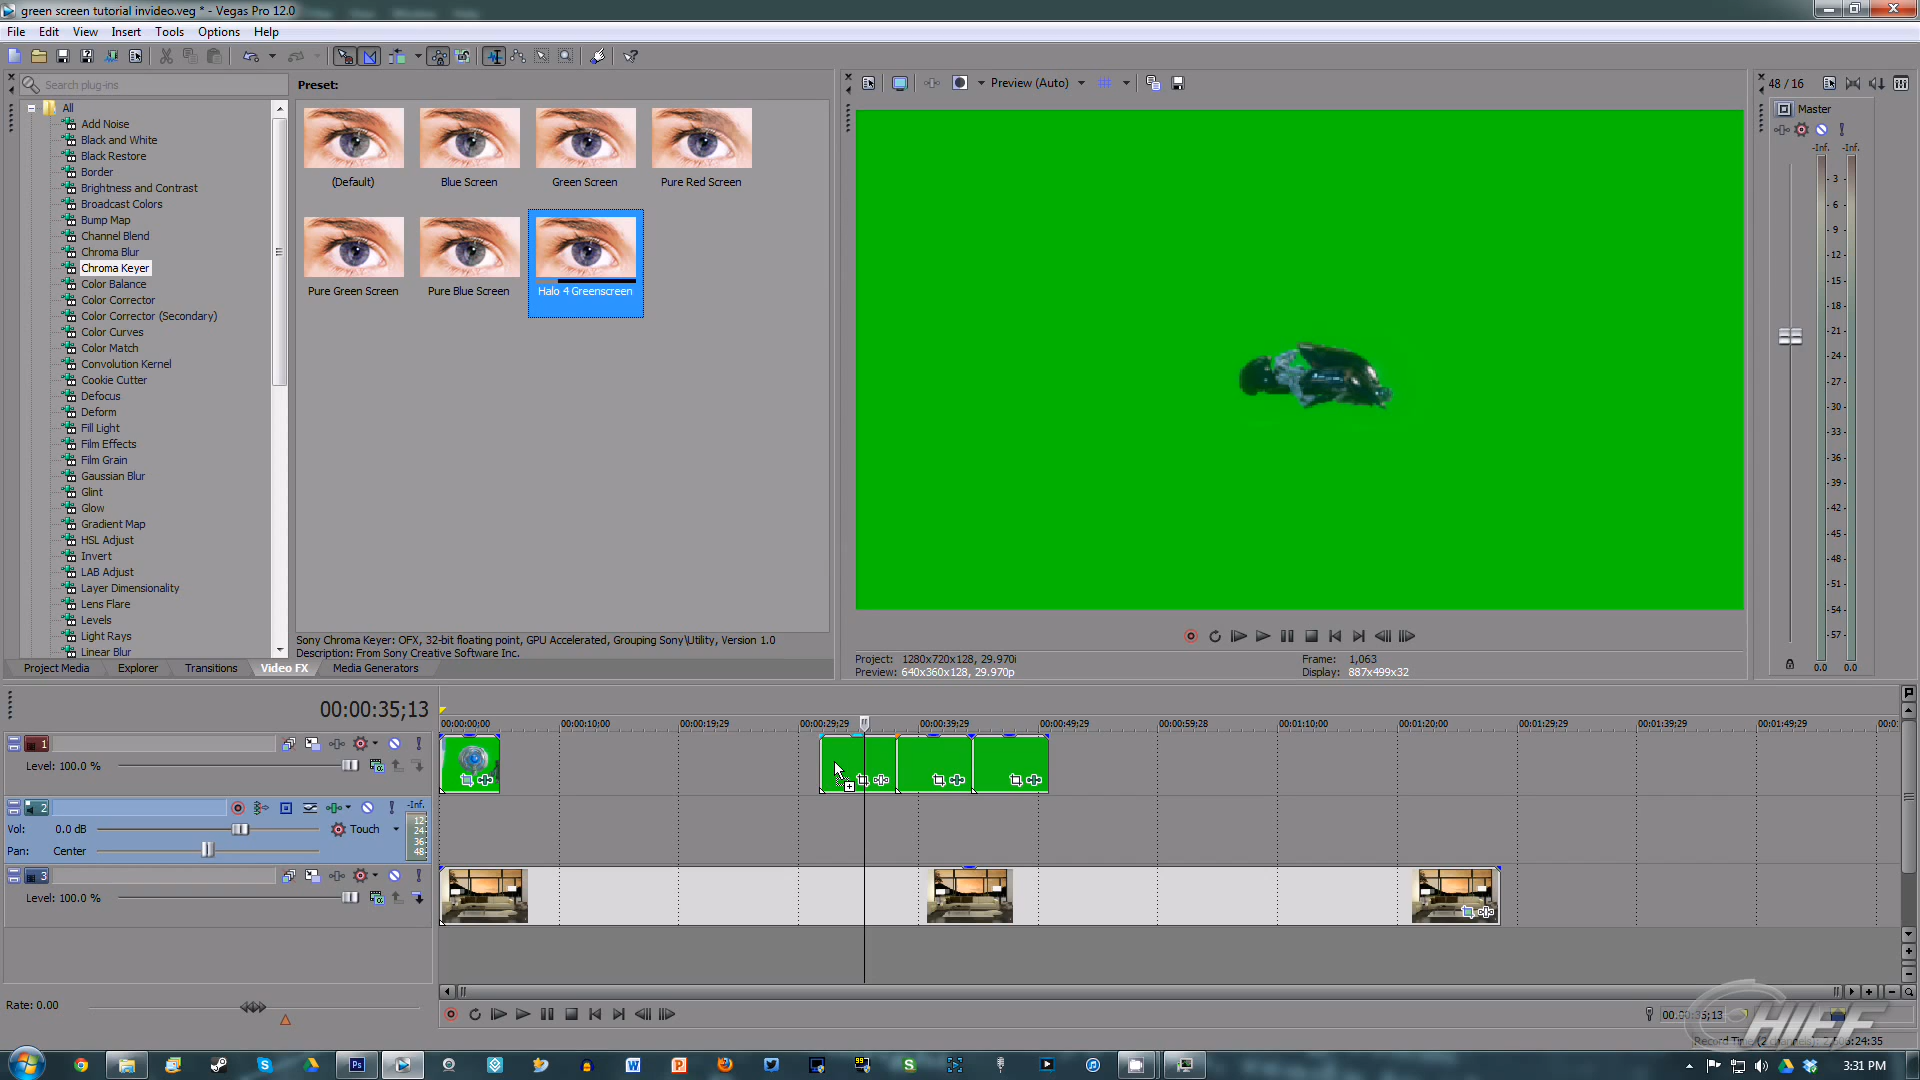 green screen tutorial invideo.veg * - Vegas Pro 12.0
File Edit View Insert Tools Options Help
Search plug-ins
All
Add Noise
Black and White
Black Restore
Border
Brightness and Contrast
Broadcast Colors
Bump Map
Channel Blend
Chroma Blur
Chroma Keyer
Color Balance
Color Corrector
Color Corrector (Secondary)
Color Curves
Color Match
Convolution Kernel
Cookie Cutter
Defocus
Deform
Fill Light
Film Effects
Film Grain
Gaussian Blur
Glint
Glow
Gradient Map
HSL Adjust
Invert
LAB Adjust
Layer Dimensionality
Lens Flare
Levels
Light Rays
Linear Blur
Preset:
(Default) Blue Screen Green Screen Pure Red Screen
Pure Green Screen Pure Blue Screen Halo 4 Greenscreen
Sony Chroma Keyer: OFX, 32-bit floating point, GPU Accelerated, Grouping Sony\Utility, Version 1.0
Description: From Sony Creative Software Inc.
Project Media Explorer Transitions Video FX Media Generators
Preview (Auto)
Project: 1280x720x128, 29.970i
Preview: 640x360x128, 29.970p
Frame: 1,063
Display: 887x499x32
48 / 16
Master
-Inf. -Inf.
3
6
9
12
15
18
21
24
27
30
33
36
39
42
45
48
51
54
57
0.0 0.0
00:00:35;13
00:00:00;00 00:00:10;00 00:00:19;29 00:00:29;29 00:00:39;29 00:00:49;29 00:00:59;28 00:01:10;00 00:01:20;00 00:01:29;29 00:01:39;29 00:01:49;29 00:0
1
Level: 100.0 %
2
-Inf.
Vol: 0.0 dB Touch
Pan: Center
12
24
36
48
3
Level: 100.0 %
Rate: 0.00
00:00:35;13
CHIEF
Record Time (2 channels): 2,506:24:35
3:31 PM